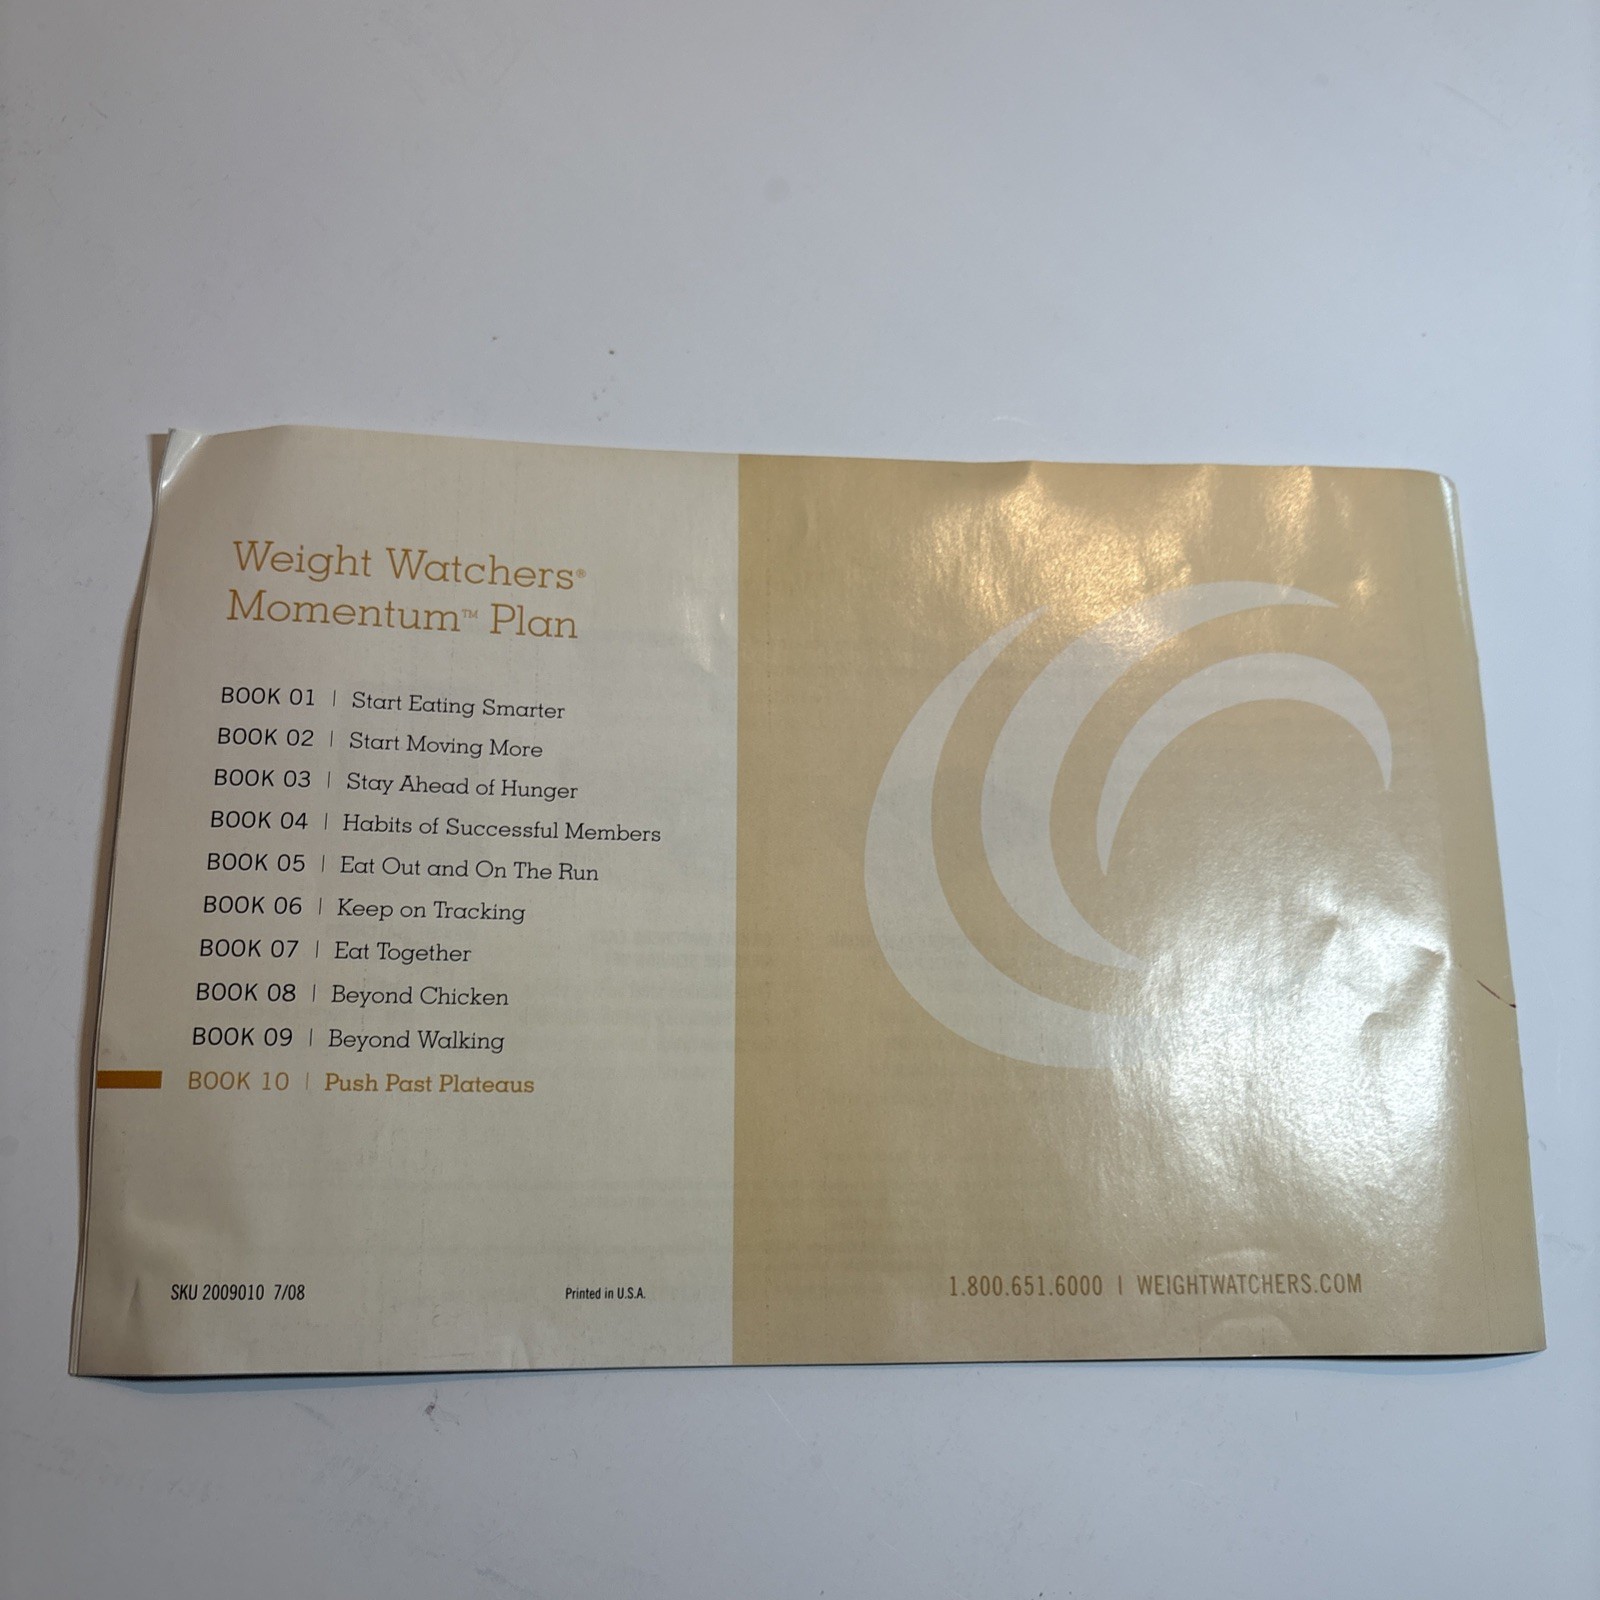 Weight Watchers®
Momentum™ Plan
BOOK 01 | Start Eating Smarter
BOOK 02 | Start Moving More
BOOK 03 | Stay Ahead of Hunger
BOOK 04 | Habits of Successful Members
BOOK 05 | Eat Out and On The Run
BOOK 06 | Keep on Tracking
BOOK 07 | Eat Together
BOOK 08 | Beyond Chicken
BOOK 09 | Beyond Walking
BOOK 10 | Push Past Plateaus
SKU 2009010 7/08
Printed in U.S.A.
1.800.651.6000 | WEIGHTWATCHERS.COM